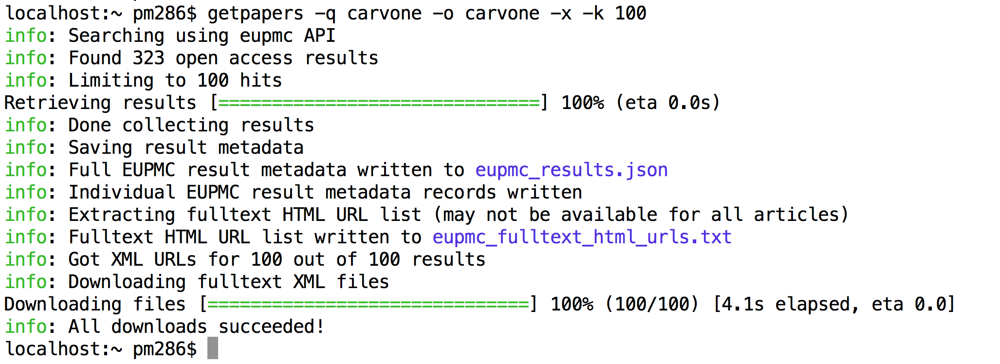 localhost:~ pm286$ getpapers -q carvone -o carvone -x -k 100
info: Searching using eupmc API
info: Found 323 open access results
info: Limiting to 100 hits
Retrieving results [==============================] 100% (eta 0.0s)
info: Done collecting results
info: Saving result metadata
info: Full EUPMC result metadata written to eupmc_results.json
info: Individual EUPMC result metadata records written
info: Extracting fulltext HTML URL list (may not be available for all articles)
info: Fulltext HTML URL list written to eupmc_fulltext_html_urls.txt
info: Got XML URLs for 100 out of 100 results
info: Downloading fulltext XML files
Downloading files [==============================] 100% (100/100) [4.1s elapsed, eta 0.0]
info: All downloads succeeded!
localhost:~ pm286$